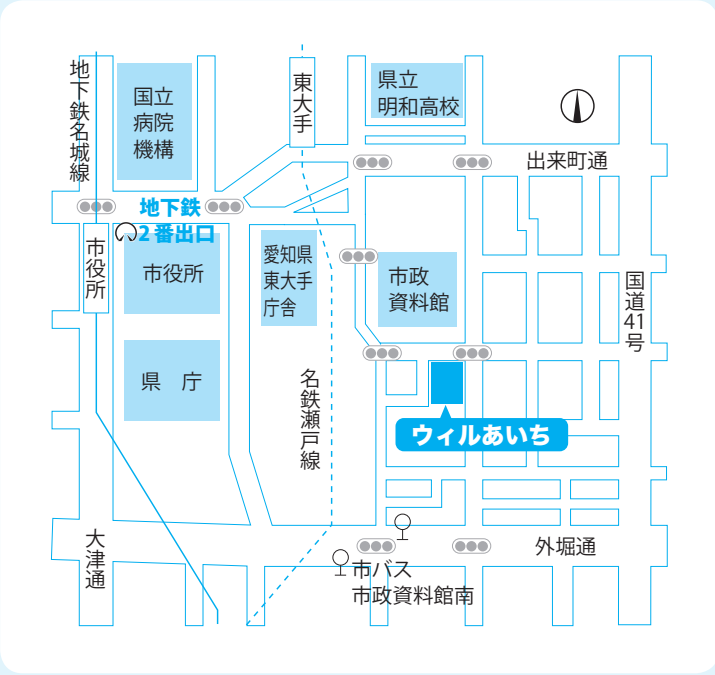 地下鉄名城線
国立
病院
機構
東大手
県立
明和高校
出来町通
地下鉄
2番出口
市役所
市役所
愛知県
東大手
庁舎
市政
資料館
国道41号
県　庁
名鉄瀬戸線
ウィルあいち
大津通
外堀通
市バス
市政資料館南